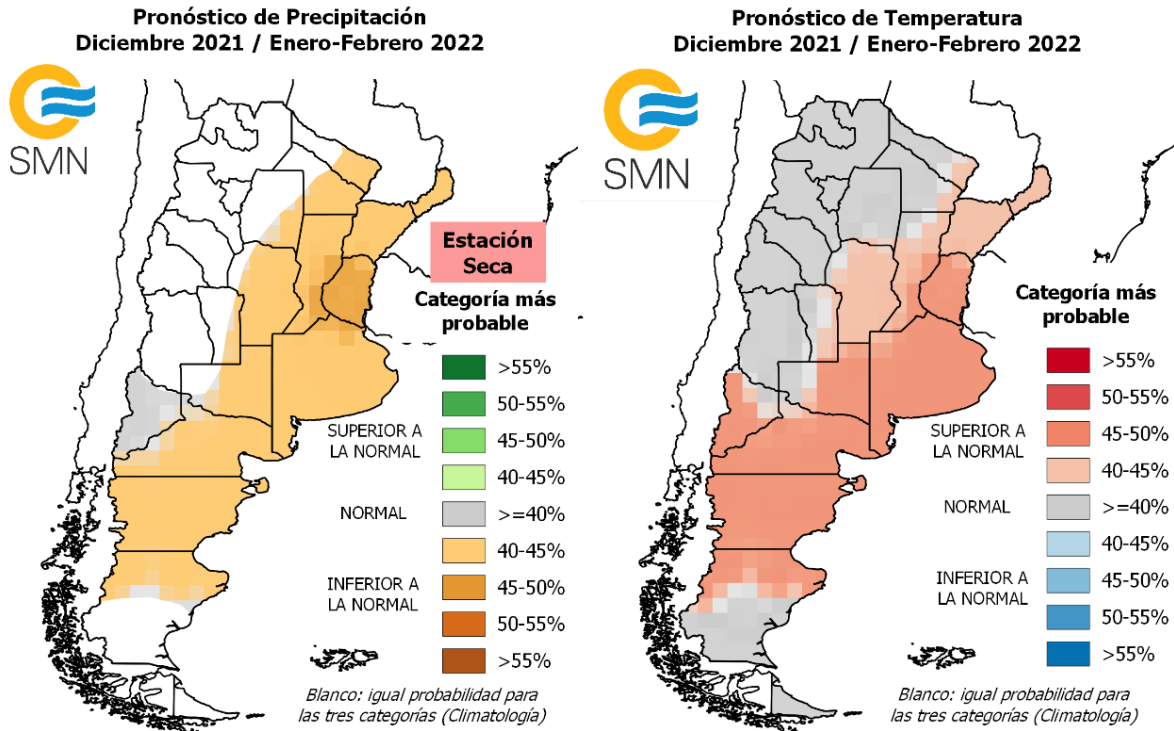 Pronóstico de Precipitación
Diciembre 2021 / Enero-Febrero 2022
SMN
Estación
Seca
Categoría más
probable
>55%
50-55%
45-50%
SUPERIOR A
LA NORMAL
40-45%
NORMAL
>=40%
40-45%
45-50%
INFERIOR A
LA NORMAL
50-55%
>55%
Blanco: igual probabilidad para
las tres categorías (Climatología)
Pronóstico de Temperatura
Diciembre 2021 / Enero-Febrero 2022
SMN
Categoría más
probable
>55%
50-55%
45-50%
SUPERIOR A
LA NORMAL
40-45%
NORMAL
>=40%
40-45%
45-50%
INFERIOR A
LA NORMAL
50-55%
>55%
Blanco: igual probabilidad para
las tres categorías (Climatología)